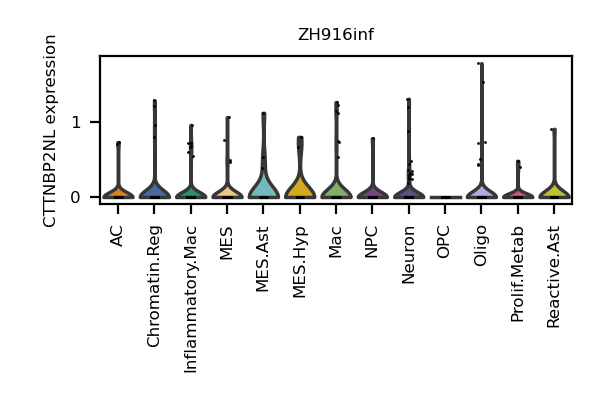 ZH916inf
CTTNBP2NL expression
1
0
AC
Chromatin.Reg
Inflammatory.Mac
MES
MES.Ast
MES.Hyp
Mac
NPC
Neuron
OPC
Oligo
Prolif.Metab
Reactive.Ast